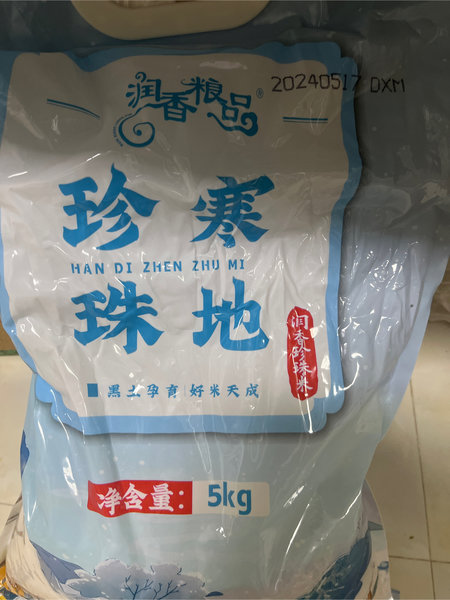 润香粮品®
20240517 DXM
寒地
珍珠
HAN DI ZHEN ZHU MI
润香珍珠米
黑土孕育 好米天成
净含量: 5kg